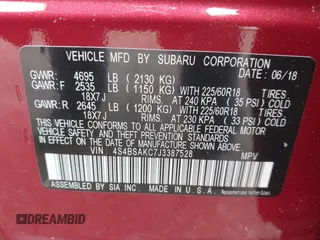 VEHICLE MFD. BY SUBARU CORPORATION
DATE 06/18
GVWR: 4695 LB ( 2130 KG)
GAWR:F 2535 LB ( 1150 KG) WITH 225/60R18 TIRES,
18X7J RIMS, AT 240 KPA ( 35 PSI) COLD
GAWR:R 2645 LB ( 1200 KG) WITH 225/60R18 TIRES,
18X7J RIMS, AT 230 KPA ( 33 PSI) COLD
THIS VEHICLE CONFORMS TO ALL APPLICABLE
FEDERAL MOTOR VEHICLE SAFETY, BUMPER, AND
THEFT PREVENTION STANDARDS IN EFFECT ON THE
DATE OF MANUFACTURE SHOWN ABOVE.
VIN: 4S4BSAKC7J3387528 MPV
ASSEMBLED BY SIA INC. MADE IN U.S.A.